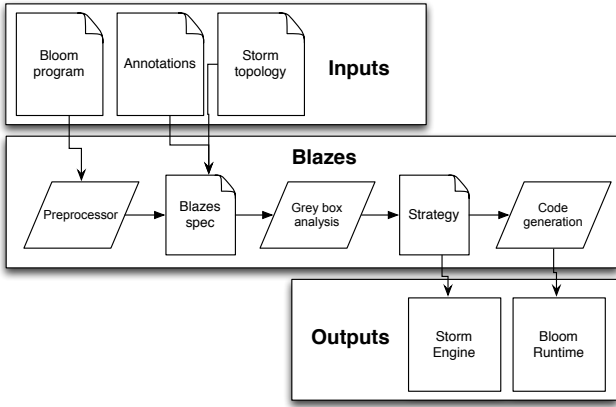 Bloom
program
Annotations
Storm
topology
Inputs
Blazes
Preprocessor
Blazes
spec
Grey box
analysis
Strategy
Code
generation
Outputs
Storm
Engine
Bloom
Runtime